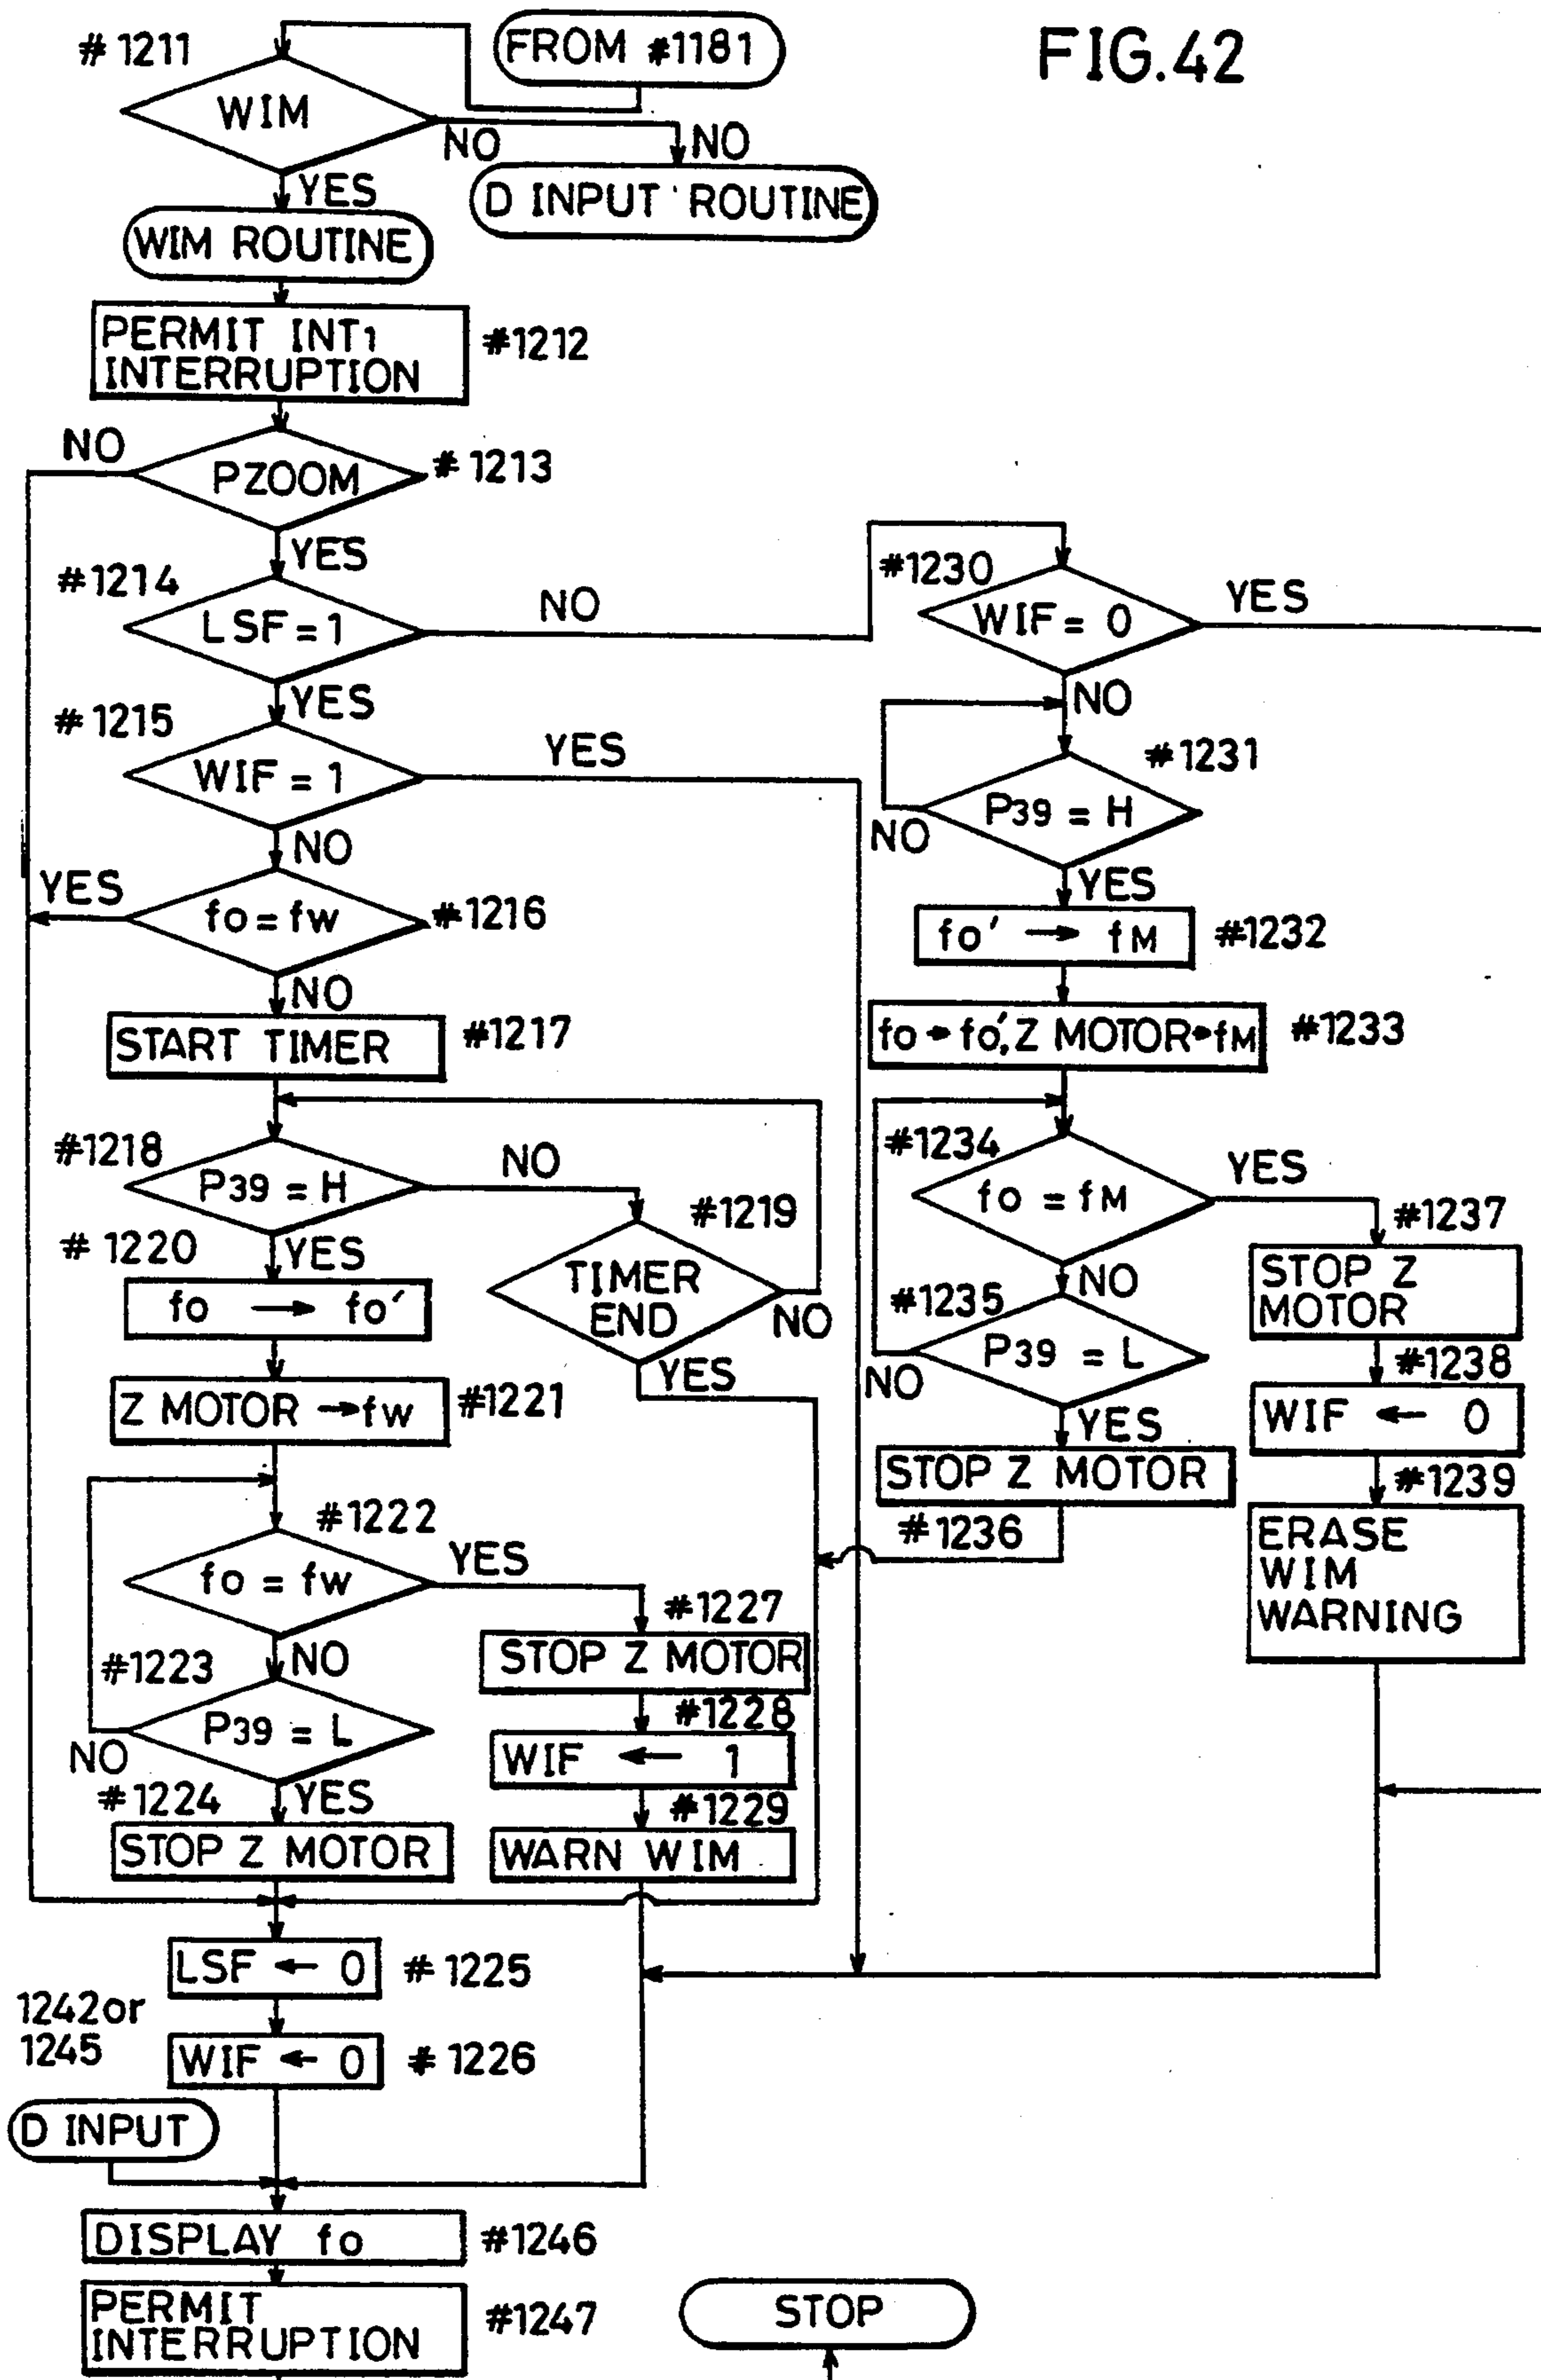 FIG.42
# 1211
FROM #1181
WIM
NO
NO
YES
D INPUT ROUTINE
WIM ROUTINE
PERMIT INT1
INTERRUPTION
#1212
NO
PZOOM
# 1213
YES
#1214
LSF = 1
NO
#1230
WIF = 0
YES
YES
NO
# 1215
WIF = 1
YES
#1231
P39 = H
NO
NO
YES
YES
fo = fw
#1216
fo' → fM
#1232
NO
START TIMER
#1217
fo → fo', Z MOTOR → fM
#1233
#1218
P39 = H
NO
#1219
#1234
fo = fM
YES
#1237
# 1220
YES
TIMER
END
NO
YES
STOP Z
MOTOR
fo → fo'
#1235
NO
P39 = L
NO
YES
#1238
WIF ← 0
Z MOTOR → fw
#1221
STOP Z MOTOR
#1239
#1236
ERASE
WIM
WARNING
#1222
fo = fw
YES
#1227
STOP Z MOTOR
#1223
NO
P39 = L
NO
#1228
WIF ← 1
#1224
YES
#1229
STOP Z MOTOR
WARN WIM
LSF ← 0
# 1225
1242 or
1245
WIF ← 0
# 1226
D INPUT
DISPLAY fo
#1246
PERMIT
INTERRUPTION
#1247
STOP